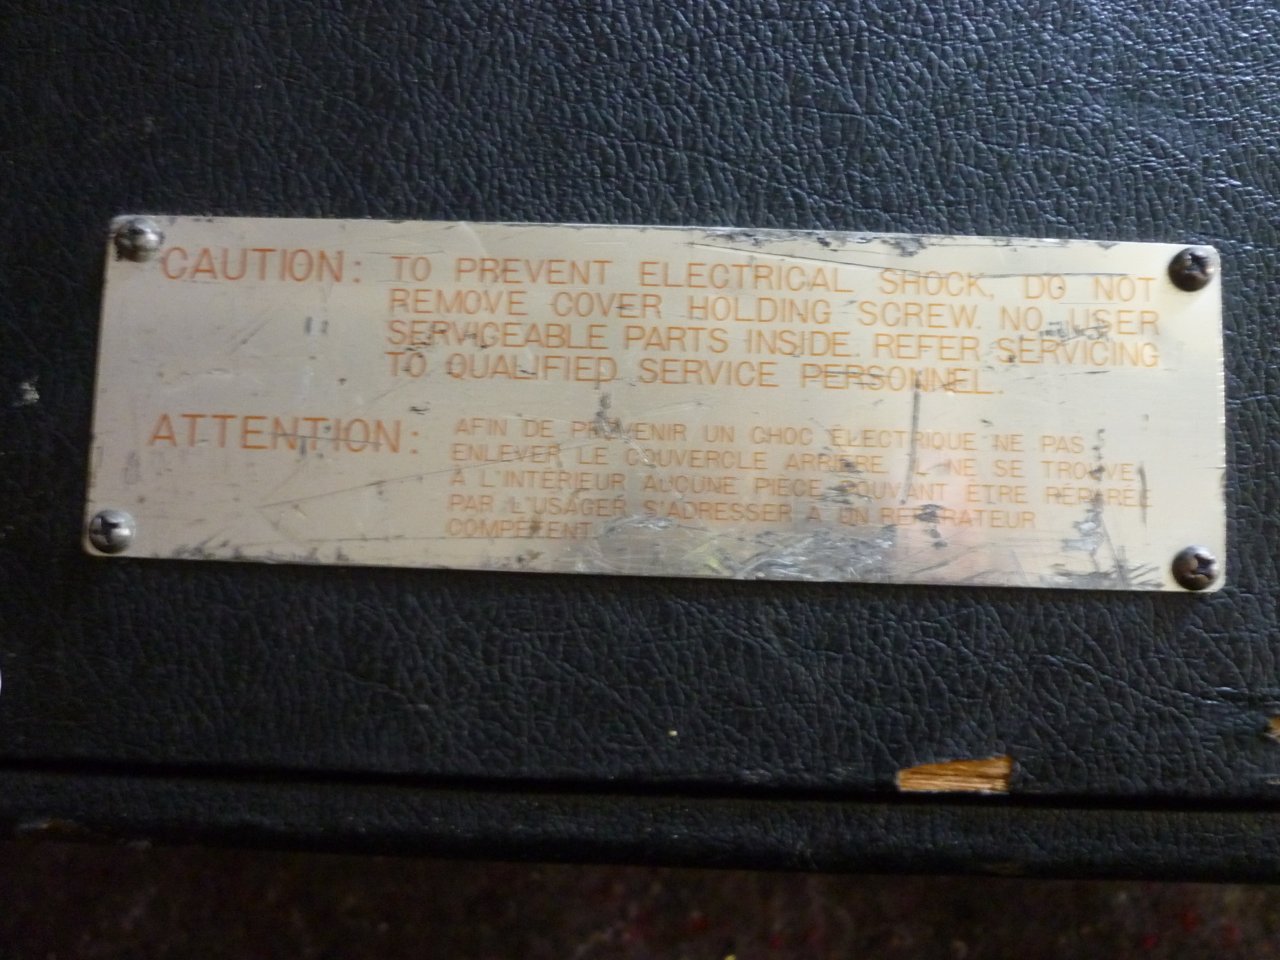 CAUTION: TO PREVENT ELECTRICAL SHOCK, DO NOT
REMOVE COVER HOLDING SCREW. NO USER
SERVICEABLE PARTS INSIDE. REFER SERVICING
TO QUALIFIED SERVICE PERSONNEL.
ATTENTION: AFIN DE PREVENIR UN CHOC ELECTRIQUE NE PAS
ENLEVER LE COUVERCLE ARRIERE. IL NE SE TROUVE
A L'INTERIEUR AUCUNE PIECE POUVANT ETRE REPAREE
PAR L'USAGER S'ADRESSER A UN REPARATEUR
COMPETENT